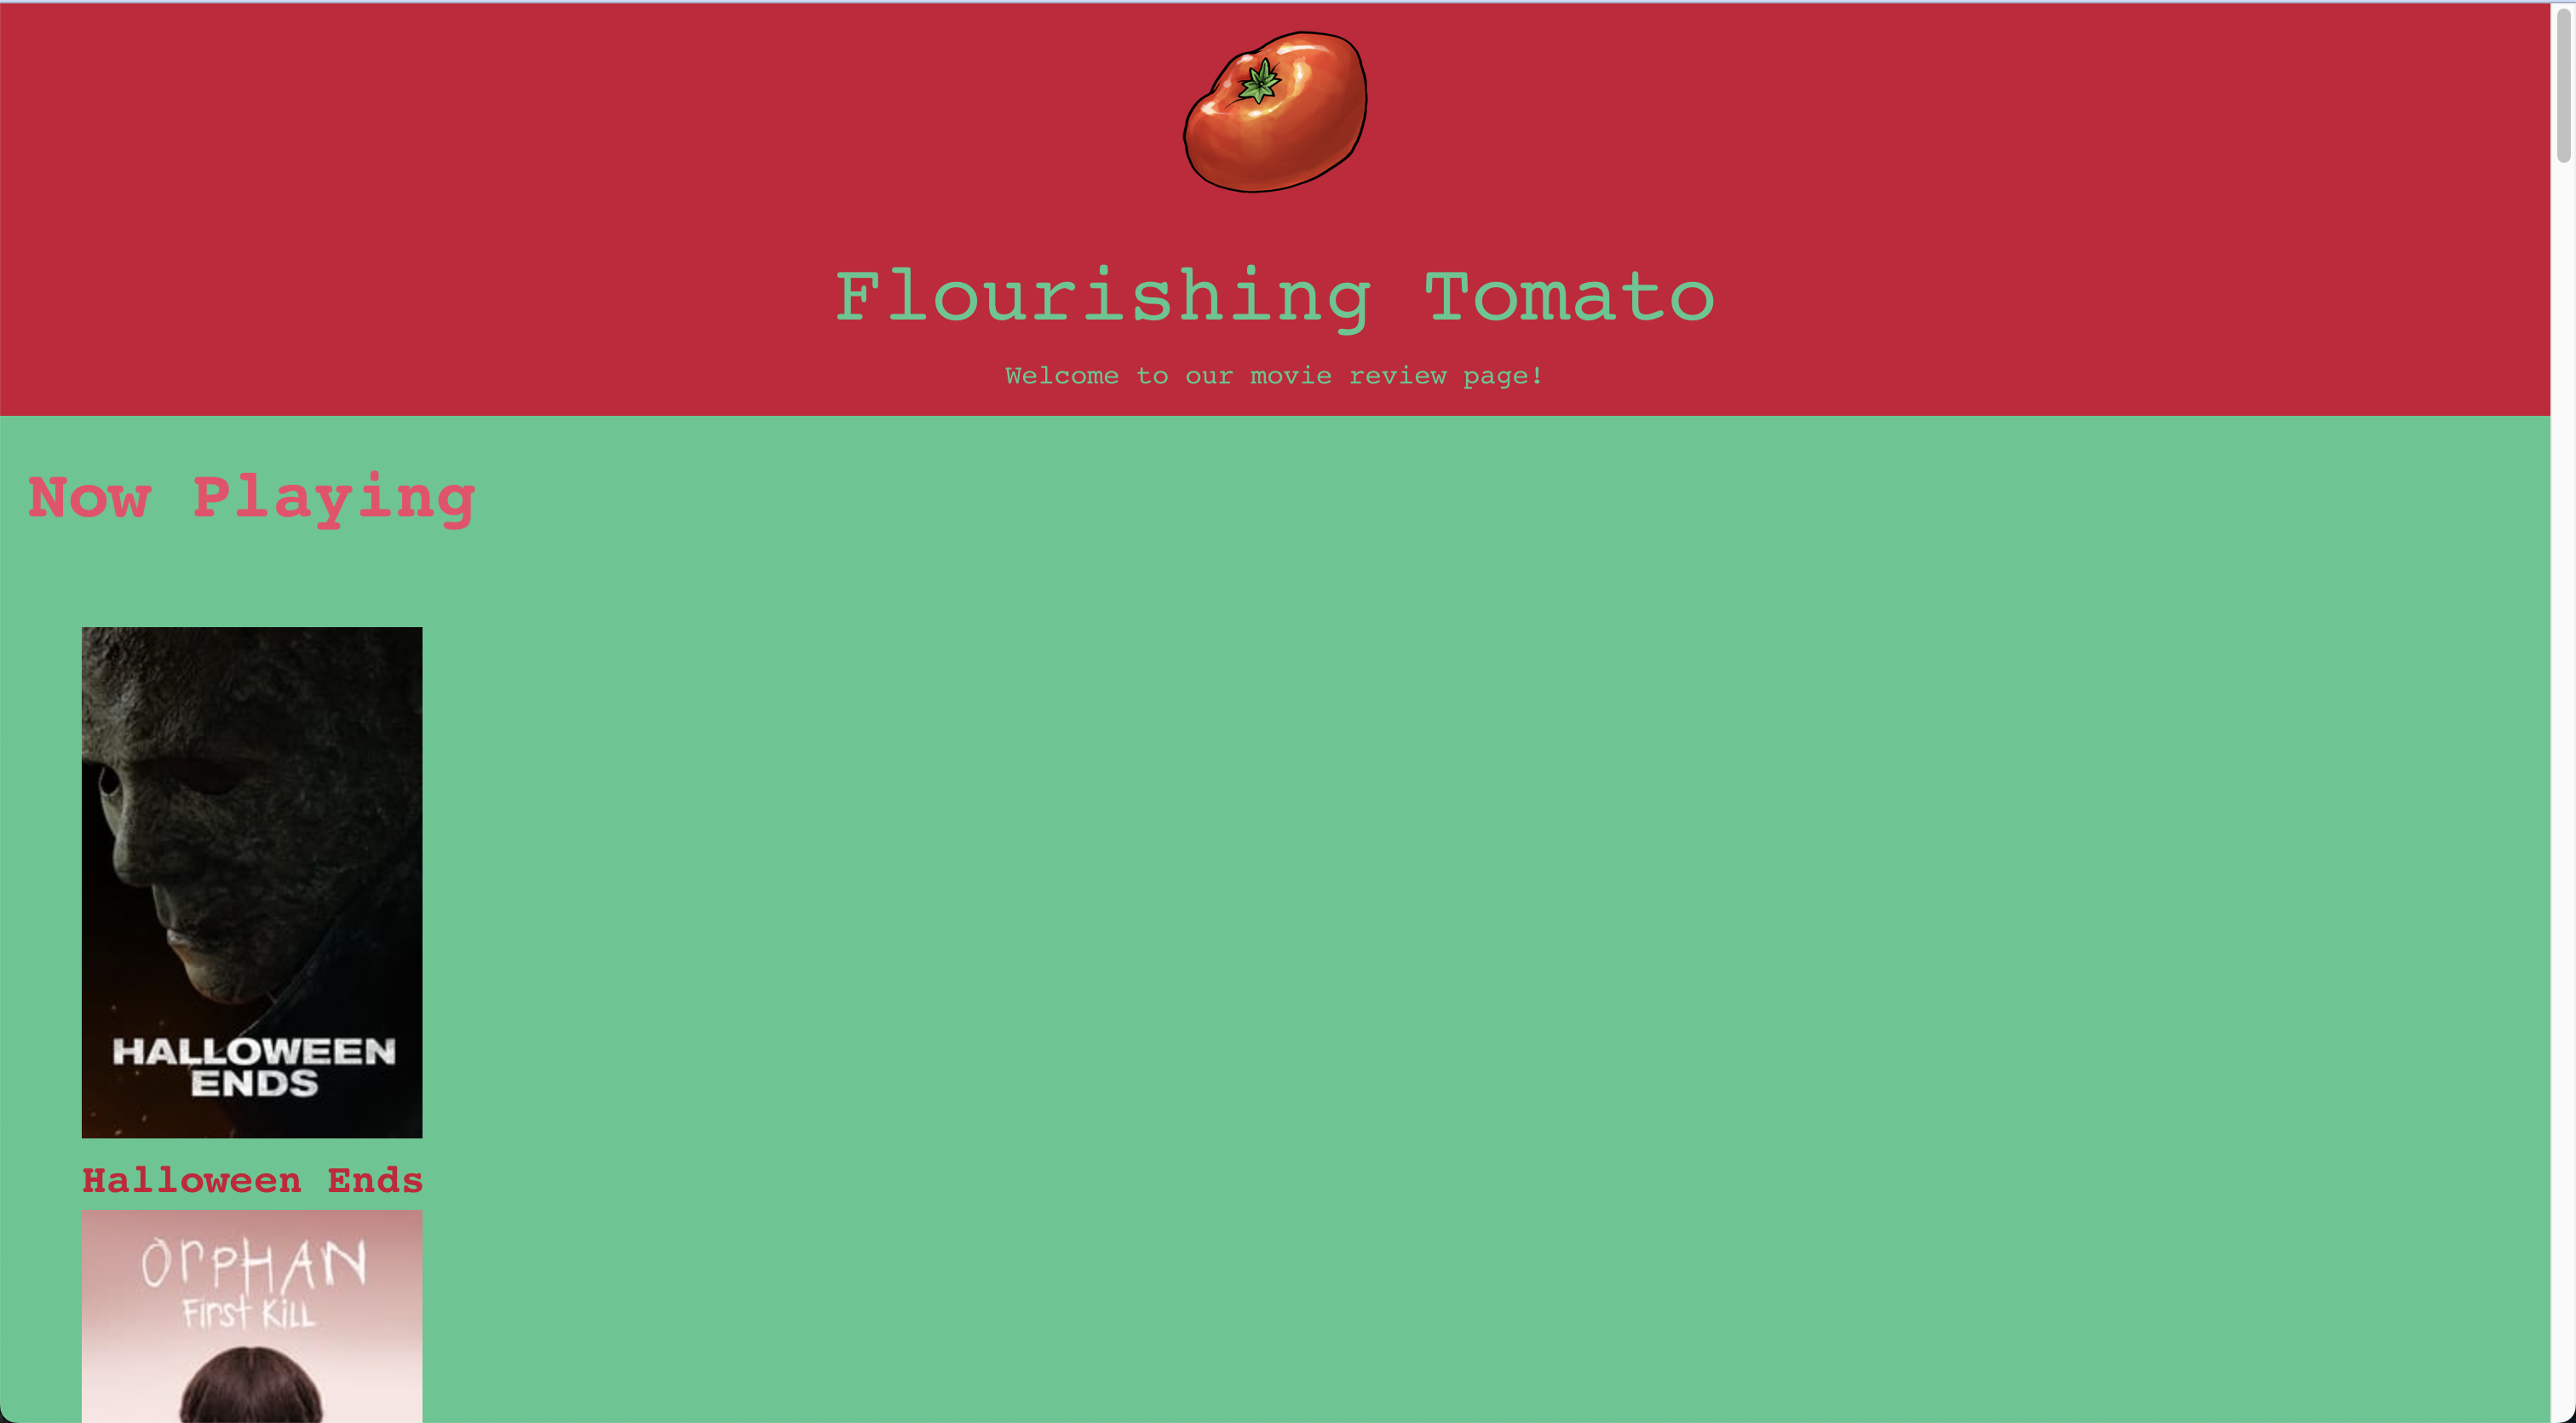 Flourishing Tomato
Welcome to our movie review page!
Now Playing
HALLOWEEN
ENDS
Halloween Ends
OrPHAN
First KiLL